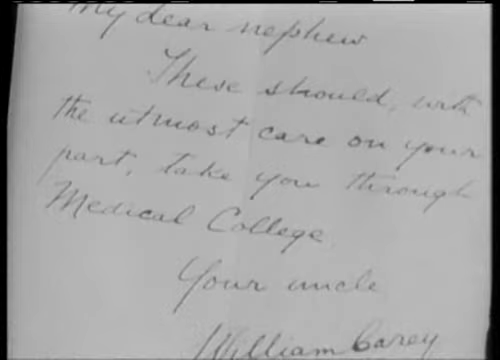 My dear nephew
These should, with
the utmost care on your
part, take you through
Medical College
Your uncle
William Carey